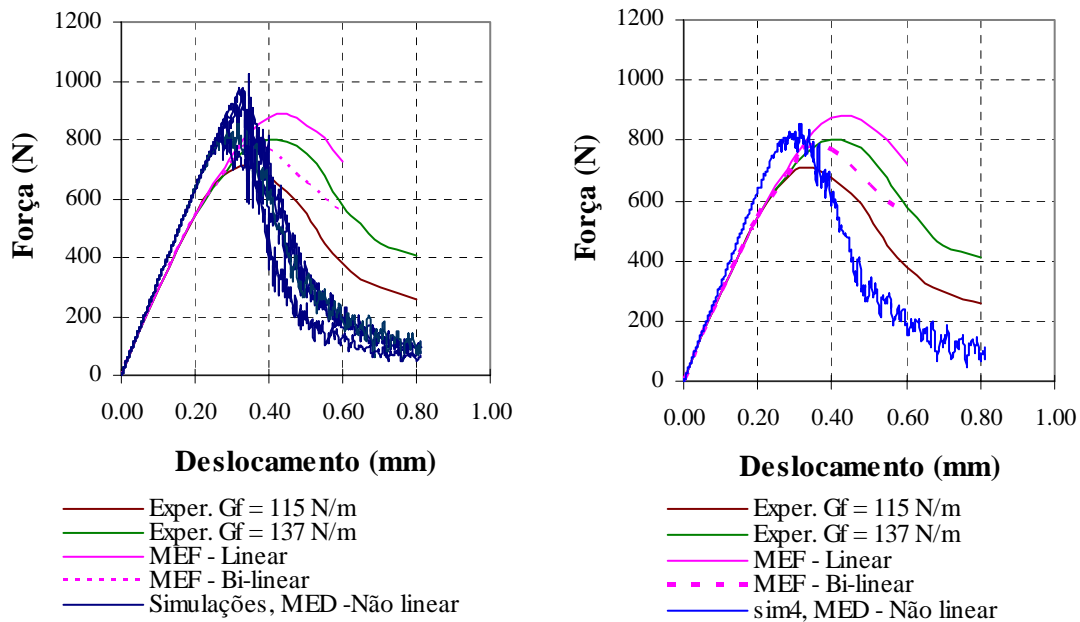 1200
1000
800
600
400
200
0
Força (N)
0.00 0.20 0.40 0.60 0.80 1.00
Deslocamento (mm)
Exper. Gf = 115 N/m
Exper. Gf = 137 N/m
MEF - Linear
MEF - Bi-linear
Simulações, MED -Não linear
1200
1000
800
600
400
200
0
Força (N)
0.00 0.20 0.40 0.60 0.80 1.00
Deslocamento (mm)
Exper. Gf = 115 N/m
Exper. Gf = 137 N/m
MEF - Linear
MEF - Bi-linear
sim4, MED - Não linear